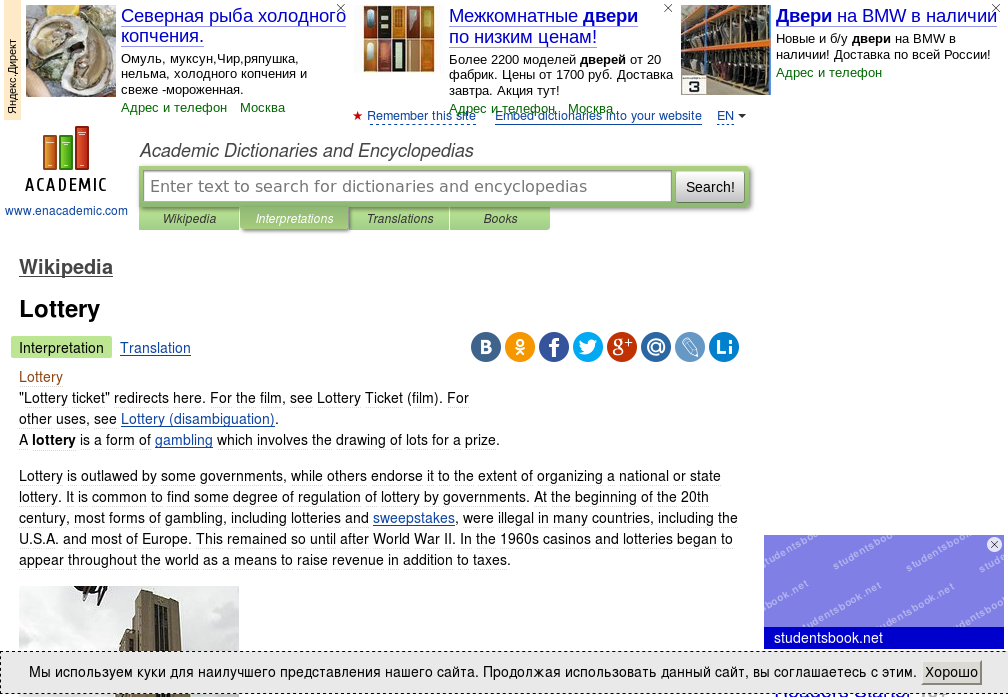 Яндекс.Директ
Северная рыба холодного
копчения.
Омуль, муксун,Чир,ряпушка,
нельма, холодного копчения и
свеже -мороженная.
Адрес и телефон Москва
Межкомнатные двери
по низким ценам!
Более 2200 моделей дверей от 20
фабрик. Цены от 1700 руб. Доставка
завтра. Акция тут!
Адрес и телефон Москва
3
Двери на BMW в наличии
Новые и б/у двери на BMW в
наличии! Доставка по всей России!
Адрес и телефон
★ Remember this site Embed dictionaries into your website EN
ACADEMIC
www.enacademic.com
Academic Dictionaries and Encyclopedias
Enter text to search for dictionaries and encyclopedias Search!
Wikipedia Interpretations Translations Books
Wikipedia
Lottery
Interpretation Translation
Lottery
"Lottery ticket" redirects here. For the film, see Lottery Ticket (film). For
other uses, see Lottery (disambiguation).
A lottery is a form of gambling which involves the drawing of lots for a prize.
Lottery is outlawed by some governments, while others endorse it to the extent of organizing a national or state
lottery. It is common to find some degree of regulation of lottery by governments. At the beginning of the 20th
century, most forms of gambling, including lotteries and sweepstakes, were illegal in many countries, including the
U.S.A. and most of Europe. This remained so until after World War II. In the 1960s casinos and lotteries began to
appear throughout the world as a means to raise revenue in addition to taxes.
studentsbook.net
studentsbook.net
Мы используем куки для наилучшего представления нашего сайта. Продолжая использовать данный сайт, вы соглашаетесь с этим. Хорошо